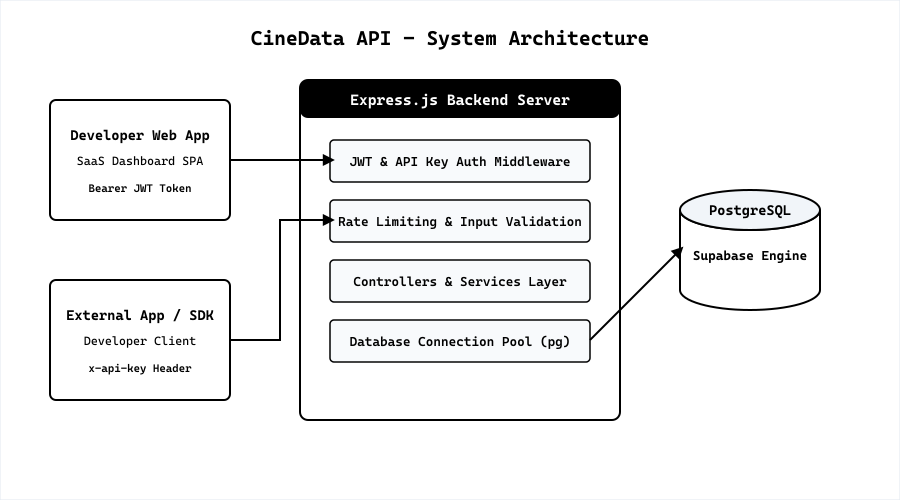 CineData API – System Architecture
Express.js Backend Server
Developer Web App
SaaS Dashboard SPA
Bearer JWT Token
JWT & API Key Auth Middleware
Rate Limiting & Input Validation
Controllers & Services Layer
Database Connection Pool (pg)
External App / SDK
Developer Client
x-api-key Header
PostgreSQL
Supabase Engine